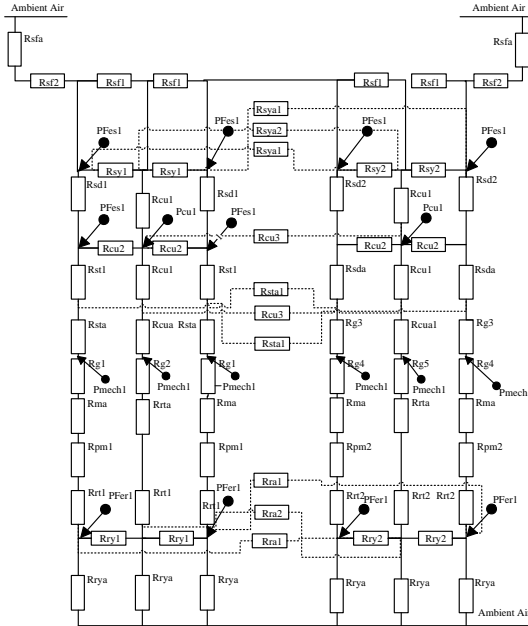 Ambient Air Ambient Air
Rsfa Rsfa
Rsf2 Rsf1 Rsf1 Rsf1 Rsf1 Rsf2
Rsya1
PFes1 PFes1 Rsya2 PFes1 PFes1
Rsya1
Rsy1 Rsy1 Rsy2 Rsy2
Rsd1 Rcu1 Rsd1 Rsd2 Rcu1 Rsd2
PFes1 Pcu1 PFes1 Pcu1
Rcu2 Rcu2 Rcu3 Rcu2 Rcu2
Rst1 Rcu1 Rst1 Rsda Rcu1 Rsda
Rsta1
Rcu3
Rsta Rcua Rsta Rg3 Rcua1 Rg3
Rsta1
Rg1 Rg2 Rg1 Rg4 Rg5 Rg4
Pmech1 Pmech1 Pmech1 Pmech1 Pmech1 Pmech1
Rma Rrta Rma Rma Rrta Rma
Rpm1 Rpm1 Rpm2 Rpm2
Rra1
Rrt1 Rrt1 Rrt1 Rrt2 Rrt2 Rrt2
PFer1 PFer1 Rra2 PFer1 PFer1
Rry1 Rry1 Rra1 Rry2 Rry2
Rrya Rrya Rrya Rrya Rrya Rrya
Ambient Air